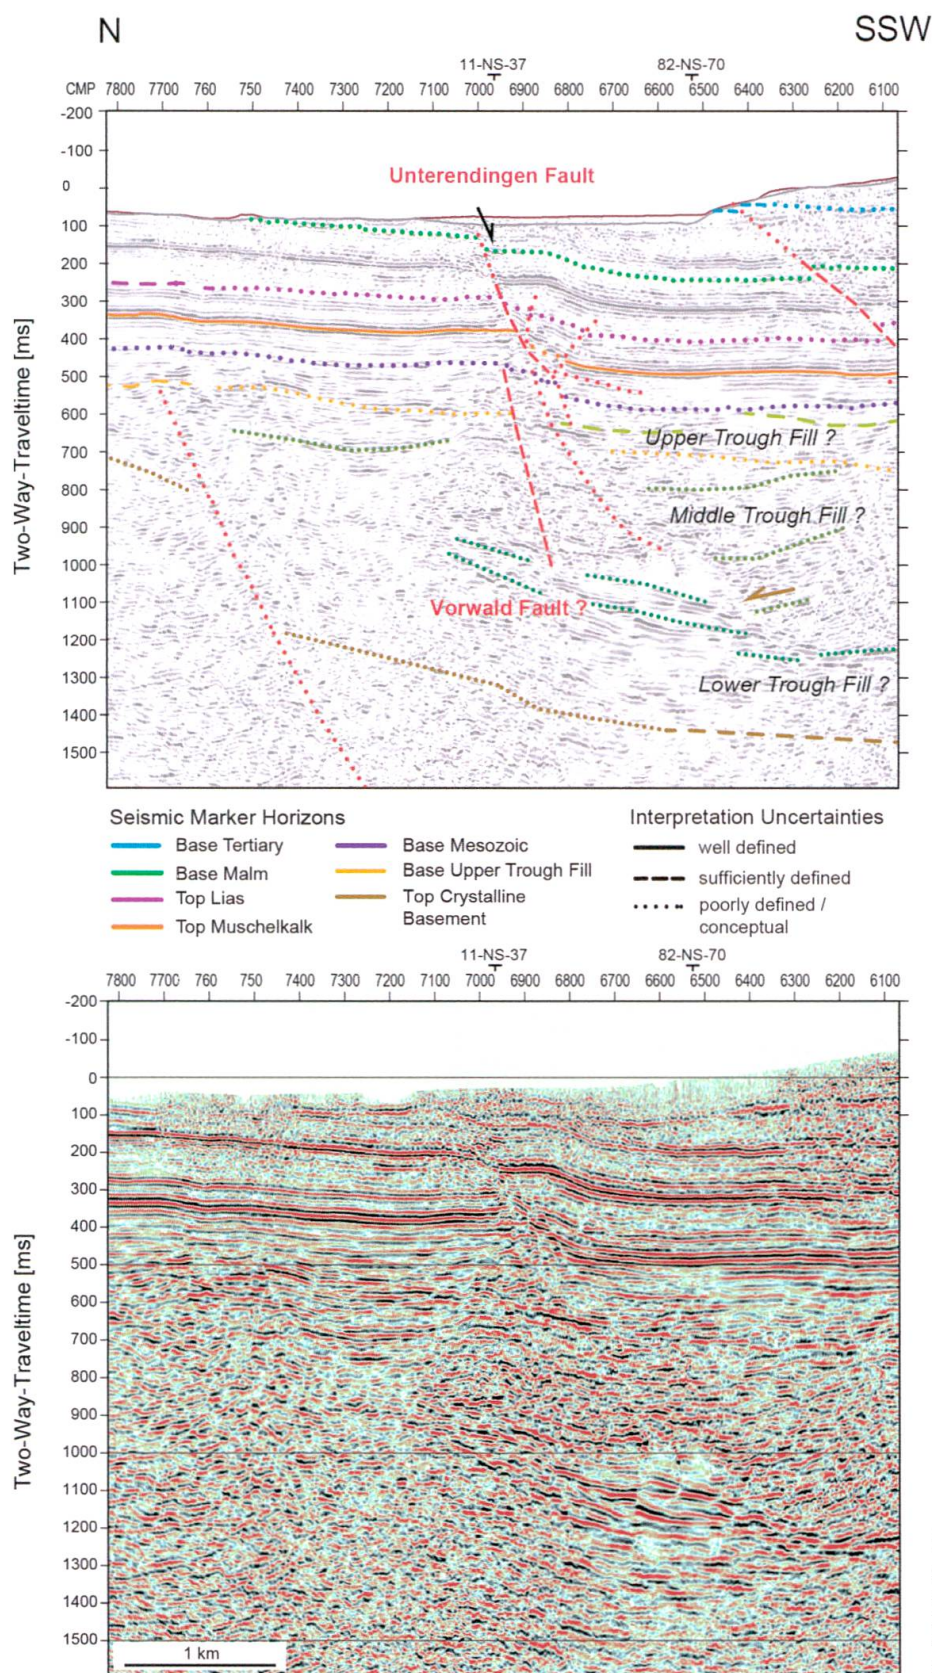 N SSW
11-NS-37 82-NS-70
CMP 7800 7700 760 750 7400 7300 7200 7100 7000 6900 6800 6700 6600 6500 6400 6300 6200 6100
-200
-100
Unterendingen Fault
0
100
200
300
400
500
600
Upper Trough Fill ?
700
800
Middle Trough Fill ?
900
1000
1100
Vorwald Fault ?
1200
1300
Lower Trough Fill ?
1400
1500
Two-Way-Traveltime [ms]
Seismic Marker Horizons
Base Tertiary
Base Malm
Top Lias
Top Muschelkalk
Base Mesozoic
Base Upper Trough Fill
Top Crystalline
Basement
Interpretation Uncertainties
well defined
sufficiently defined
poorly defined /
conceptual
11-NS-37 82-NS-70
7800 7700 760 750 7400 7300 7200 7100 7000 6900 6800 6700 6600 6500 6400 6300 6200 6100
-200
-100
0
100
200
300
400
500
600
700
800
900
1000
1100
1200
1300
1400
1500
Two-Way-Traveltime [ms]
1 km